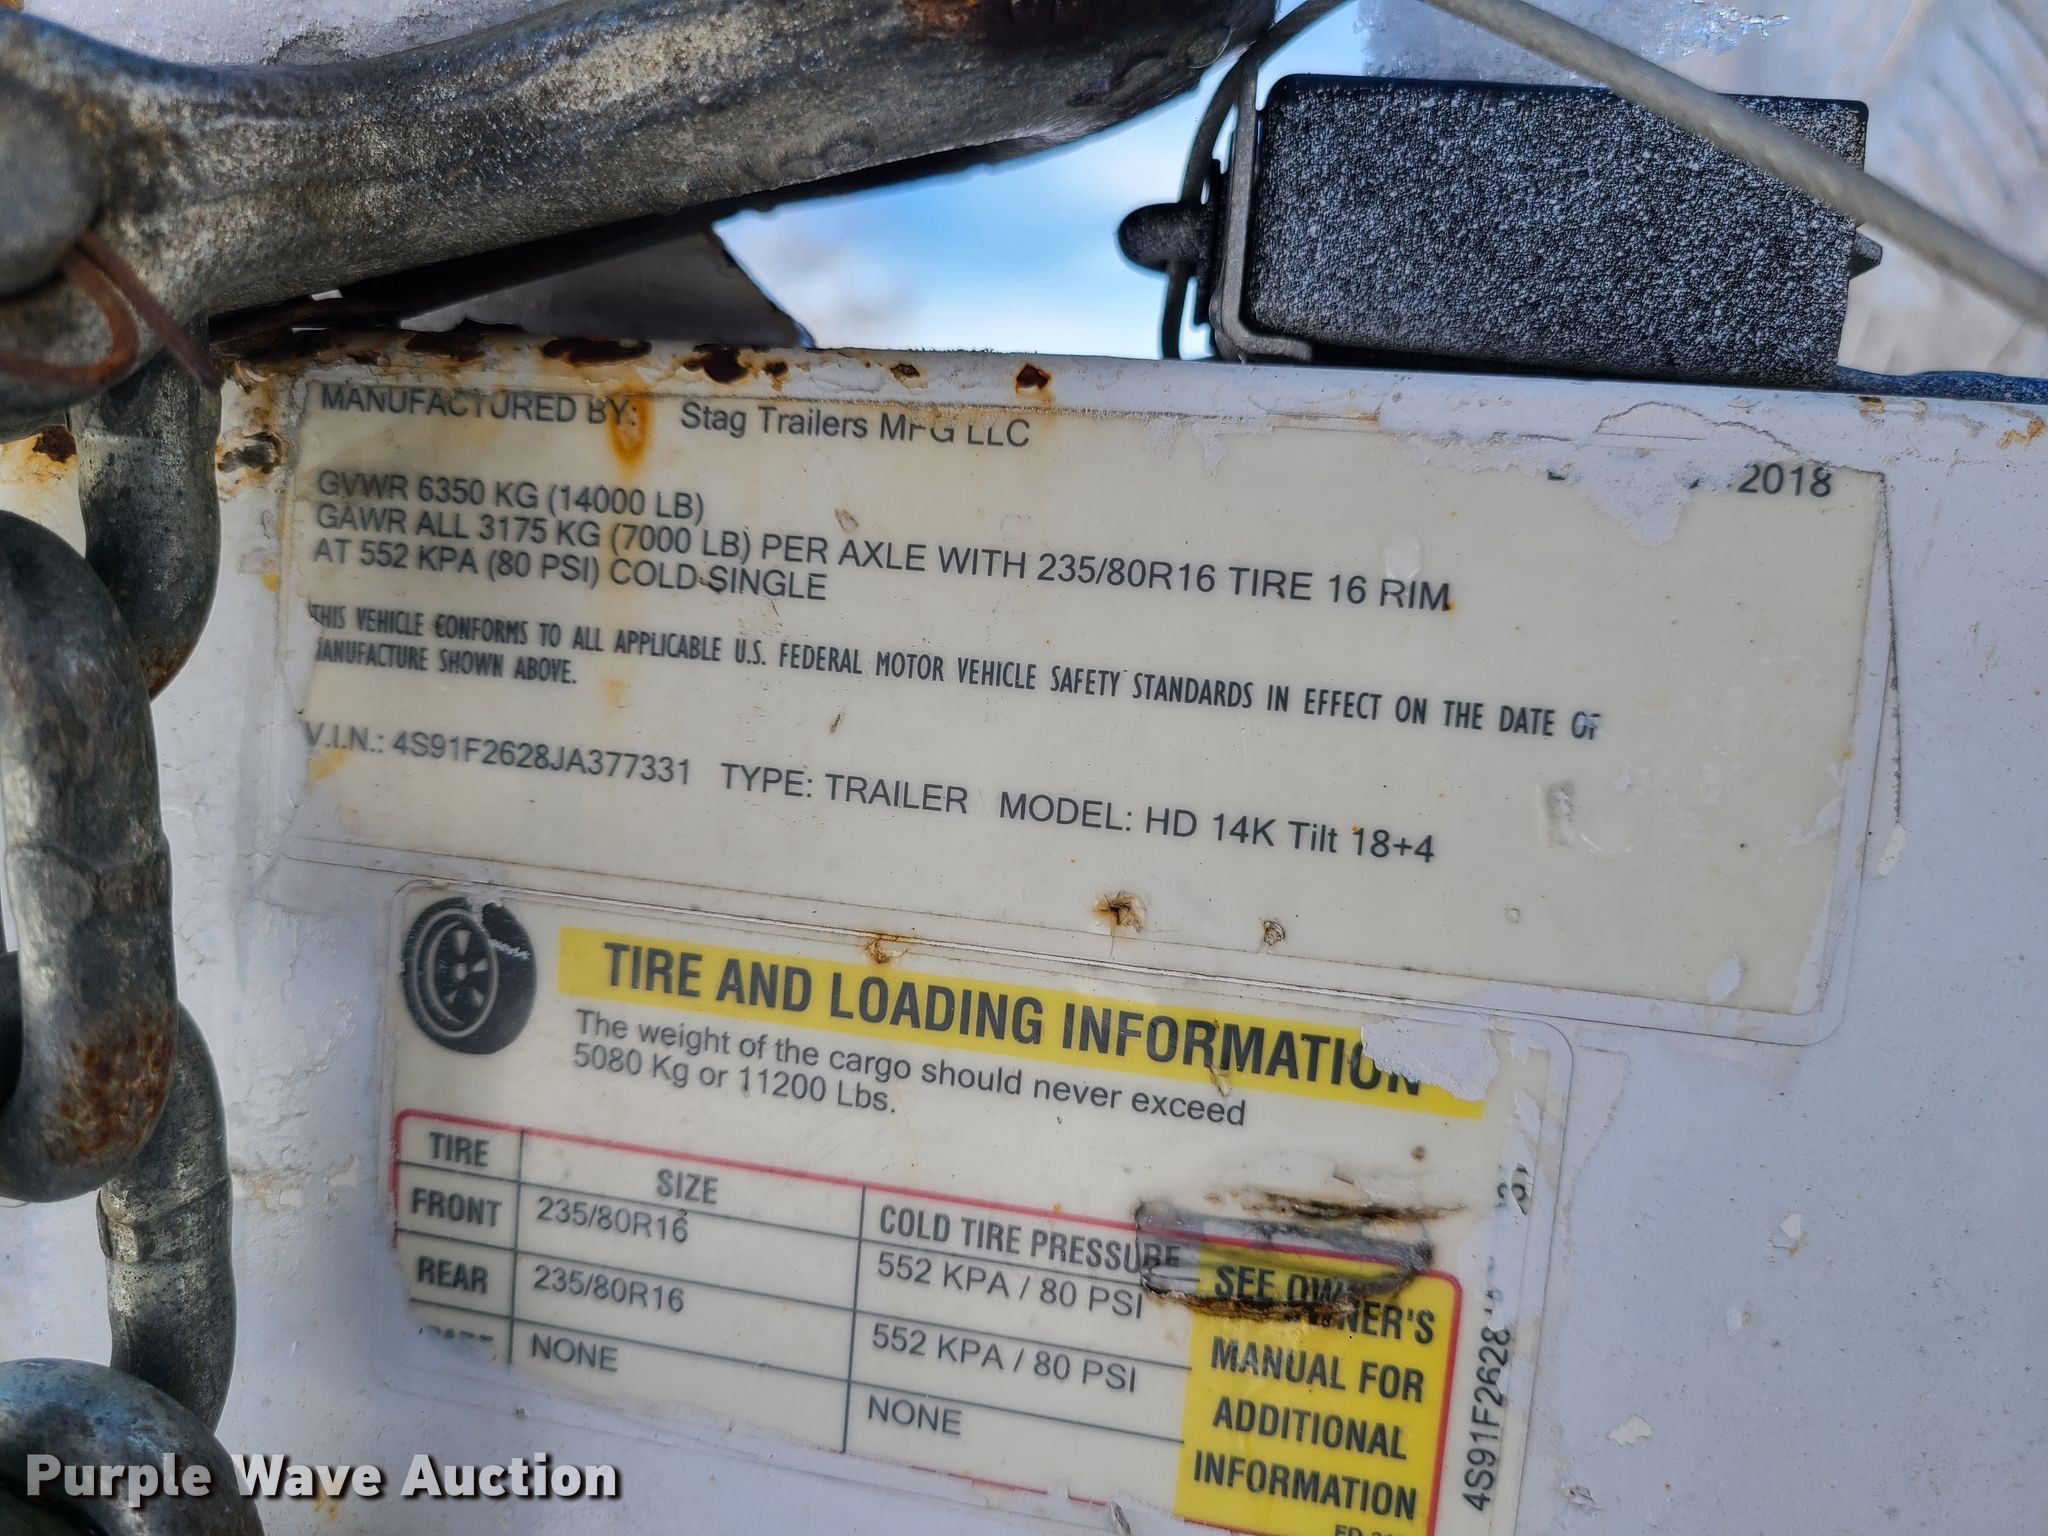 MANUFACTURED BY: Stag Trailers MFG LLC
2018
GVWR 6350 KG (14000 LB)
GAWR ALL 3175 KG (7000 LB) PER AXLE WITH 235/80R16 TIRE 16 RIM
AT 552 KPA (80 PSI) COLD SINGLE
THIS VEHICLE CONFORMS TO ALL APPLICABLE U.S. FEDERAL MOTOR VEHICLE SAFETY STANDARDS IN EFFECT ON THE DATE OF
MANUFACTURE SHOWN ABOVE.
V.I.N.: 4S91F2628JA377331 TYPE: TRAILER MODEL: HD 14K Tilt 18+4
TIRE AND LOADING INFORMATION
The weight of the cargo should never exceed
5080 Kg or 11200 Lbs.
TIRE SIZE COLD TIRE PRESSURE
FRONT 235/80R16 552 KPA / 80 PSI
REAR 235/80R16 552 KPA / 80 PSI
NONE NONE
SEE OWNER'S
MANUAL FOR
ADDITIONAL
INFORMATION
4S91F2628
Purple Wave Auction